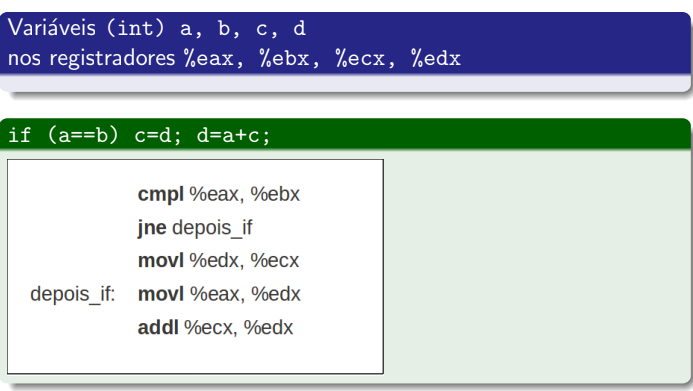 Variáveis (int) a, b, c, d
nos registradores %eax, %ebx, %ecx, %edx
if (a==b) c=d; d=a+c;
cmpl %eax, %ebx
jne depois_if
movl %edx, %ecx
depois_if: movl %eax, %edx
addl %ecx, %edx